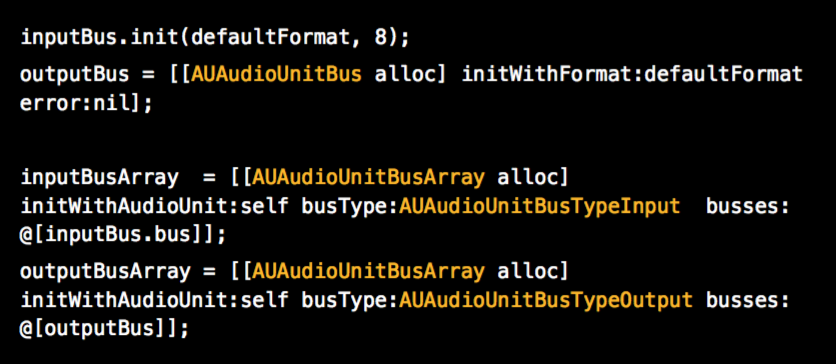 inputBus.init(defaultFormat, 8);
outputBus = [[AUAudioUnitBus alloc] initWithFormat:defaultFormat
error:nil];
inputBusArray  = [[AUAudioUnitBusArray alloc]
initWithAudioUnit:self busType:AUAudioUnitBusTypeInput  busses:
@[inputBus.bus]];
outputBusArray = [[AUAudioUnitBusArray alloc]
initWithAudioUnit:self busType:AUAudioUnitBusTypeOutput busses:
@[outputBus]];